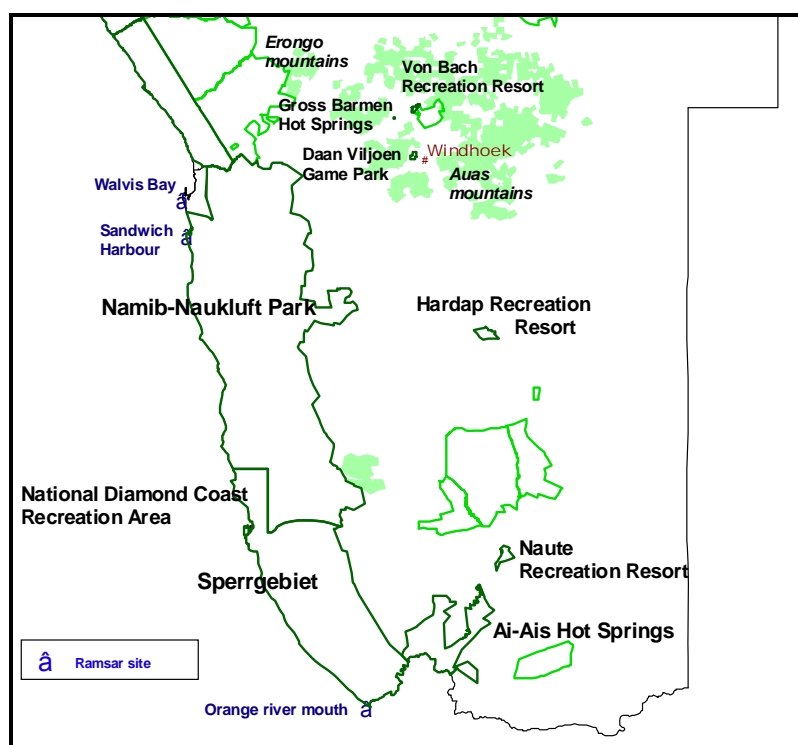 Erongo
mountains
Von Bach
Recreation Resort
Gross Barmen
Hot Springs
Daan Viljoen
Game Park
# Windhoek
Auas
mountains
Walvis Bay
â
Sandwich
Harbour
â
Namib-Naukluft Park
Hardap Recreation
Resort
National Diamond Coast
Recreation Area
Naute
Recreation Resort
Sperrgebiet
Ai-Ais Hot Springs
â Ramsar site
Orange river mouth â